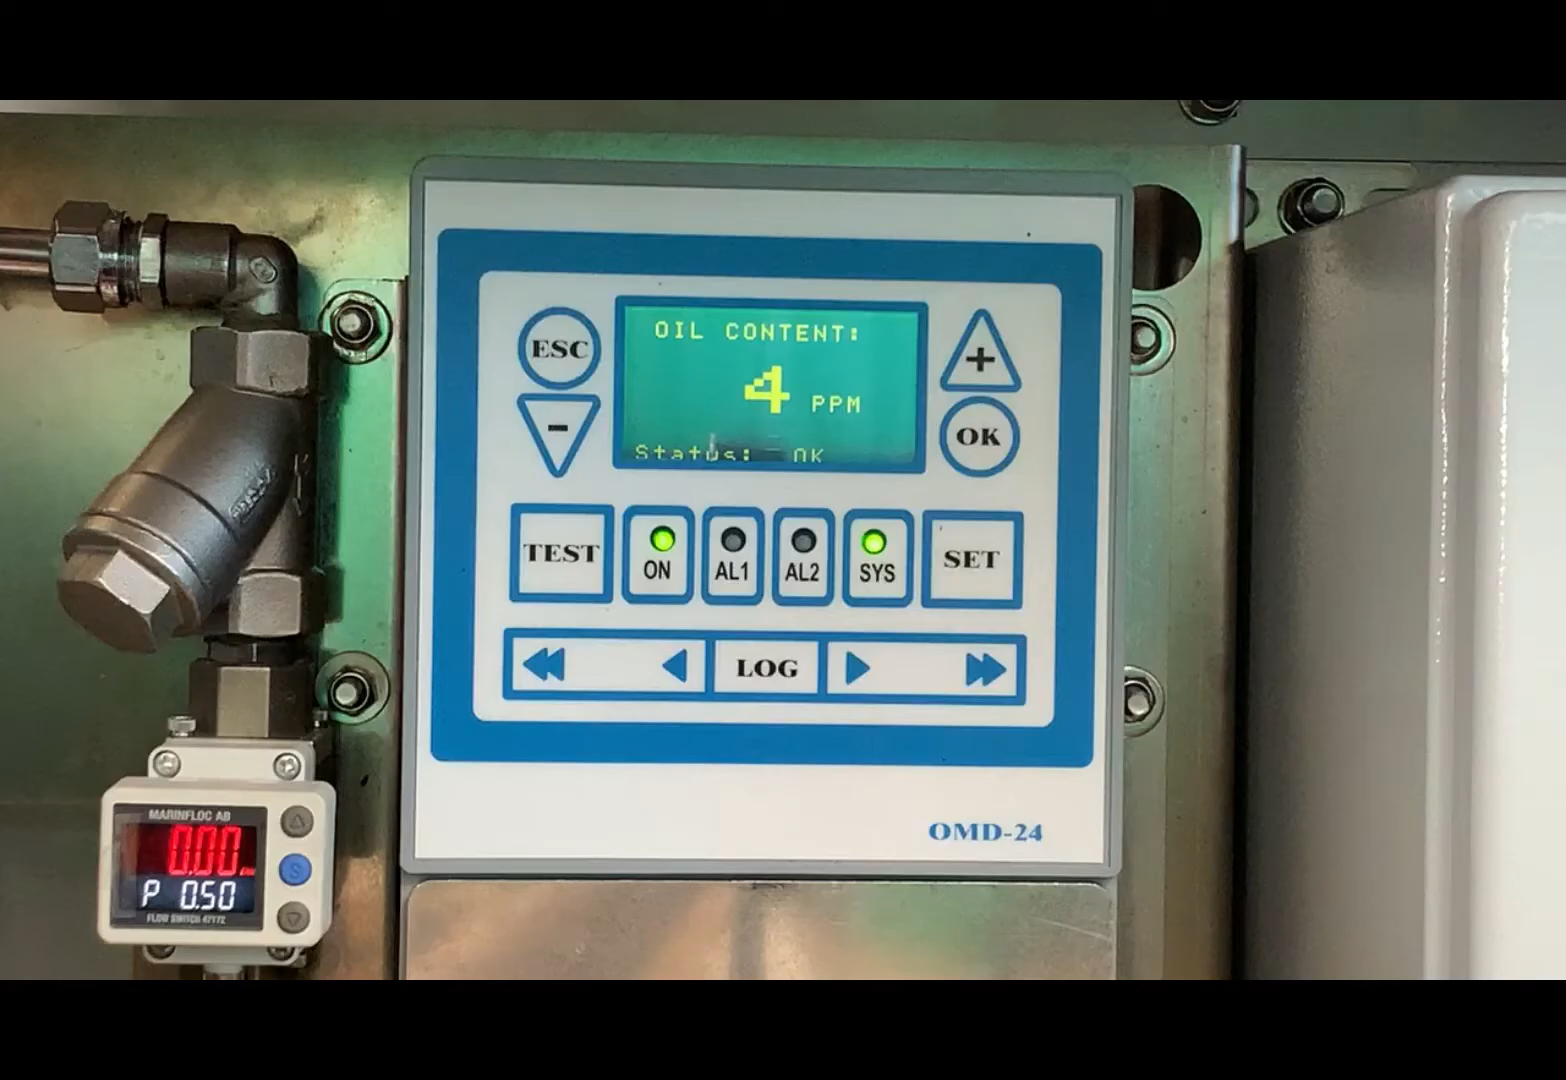 OIL CONTENT:
4 PPM
Status: OK
ESC
+
-
OK
TEST
ON
AL1
AL2
SYS
SET
LOG
OMD-24
MARINFLOC AB
0.00
P 0.50
FLOW SWITCH 47172